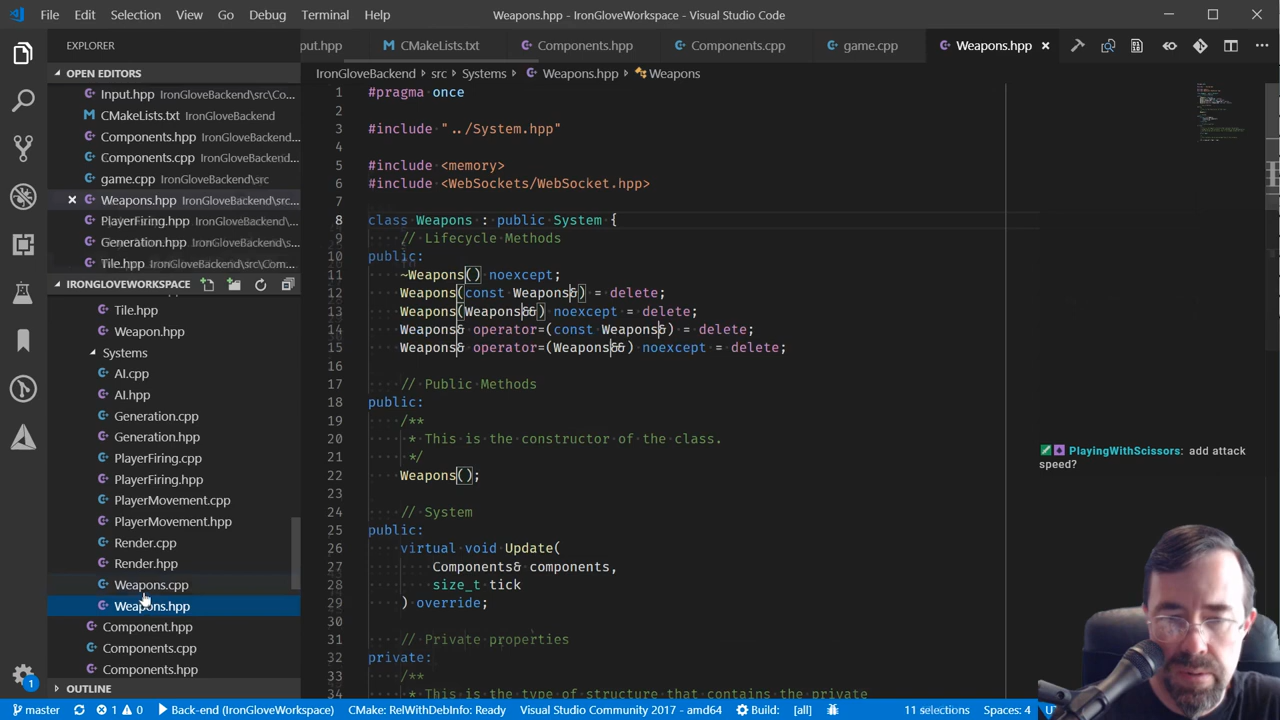 File Edit Selection View Go Debug Terminal Help
Weapons.hpp - IronGloveWorkspace - Visual Studio Code
EXPLORER
put.hpp CMakeLists.txt Components.hpp Components.cpp game.cpp Weapons.hpp
OPEN EDITORS
Input.hpp IronGloveBackend\src\Co...
CMakeLists.txt IronGloveBackend
Components.hpp IronGloveBackend...
Components.cpp IronGloveBackend...
game.cpp IronGloveBackend\src
Weapons.hpp IronGloveBackend\src...
PlayerFiring.hpp IronGloveBackend...
Generation.hpp IronGloveBackend...
Tile.hpp IronGloveBackend\src\Com...
IRONGLOVEWORKSPACE
Tile.hpp
Weapon.hpp
Systems
AI.cpp
AI.hpp
Generation.cpp
Generation.hpp
PlayerFiring.cpp
PlayerFiring.hpp
PlayerMovement.cpp
PlayerMovement.hpp
Render.cpp
Render.hpp
Weapons.cpp
Weapons.hpp
Component.hpp
Components.cpp
Components.hpp
OUTLINE
IronGloveBackend › src › Systems › Weapons.hpp › Weapons
1 #pragma once
2
3 #include "../System.hpp"
4
5 #include <memory>
6 #include <WebSockets/WebSocket.hpp>
7
8 class Weapons : public System {
9 // Lifecycle Methods
10 public:
11 ~Weapons() noexcept;
12 Weapons(const Weapons&) = delete;
13 Weapons(Weapons&&) noexcept = delete;
14 Weapons& operator=(const Weapons&) = delete;
15 Weapons& operator=(Weapons&&) noexcept = delete;
16
17 // Public Methods
18 public:
19 /**
20 * This is the constructor of the class.
21 */
22 Weapons();
23
24 // System
25 public:
26 virtual void Update(
27 Components& components,
28 size_t tick
29 ) override;
30
31 // Private properties
32 private:
33 /**
34 * This is the type of structure that contains the private
PlayingWithScissors: add attack
speed?
1
master 1 0 Back-end (IronGloveWorkspace) CMake: RelWithDebInfo: Ready Visual Studio Community 2017 - amd64 Build: [all] 11 selections Spaces: 4